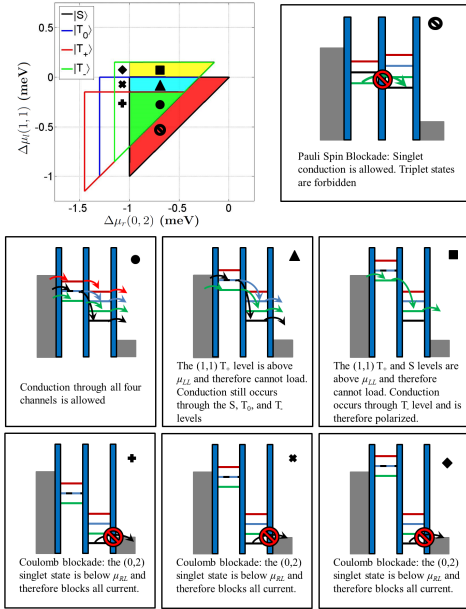 |S>
|T0>
|T+>
|T->
Δμl(1,1) (meV)
0.5
0
-0.5
-1
-1.5
-1
-0.5
0
Δμr(0,2) (meV)
Pauli Spin Blockade: Singlet
conduction is allowed. Triplet states
are forbidden
Conduction through all four
channels is allowed
The (1,1) T+ level is above
μLL and therefore cannot load.
Conduction still occurs
through the S, T0, and T-
levels
The (1,1) T+ and S levels are
above μLL and therefore
cannot load. Conduction
occurs through T- level and is
therefore polarized.
Coulomb blockade: the (0,2)
singlet state is below μRL and
therefore blocks all current.
Coulomb blockade: the (0,2)
singlet state is below μRL and
therefore blocks all current.
Coulomb blockade: the (0,2)
singlet state is below μRL and
therefore blocks all current.